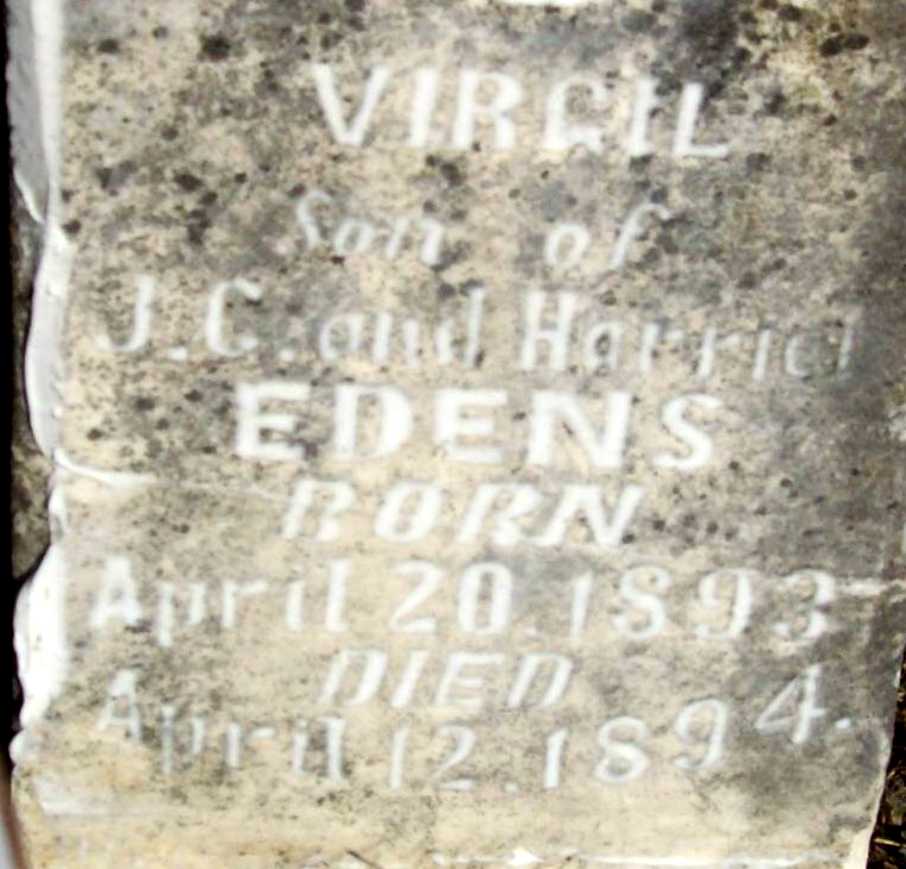 VIRGIL
Son of
J.C. and Harriet
EDENS
BORN
April 20.1893
DIED
April 12.1894.